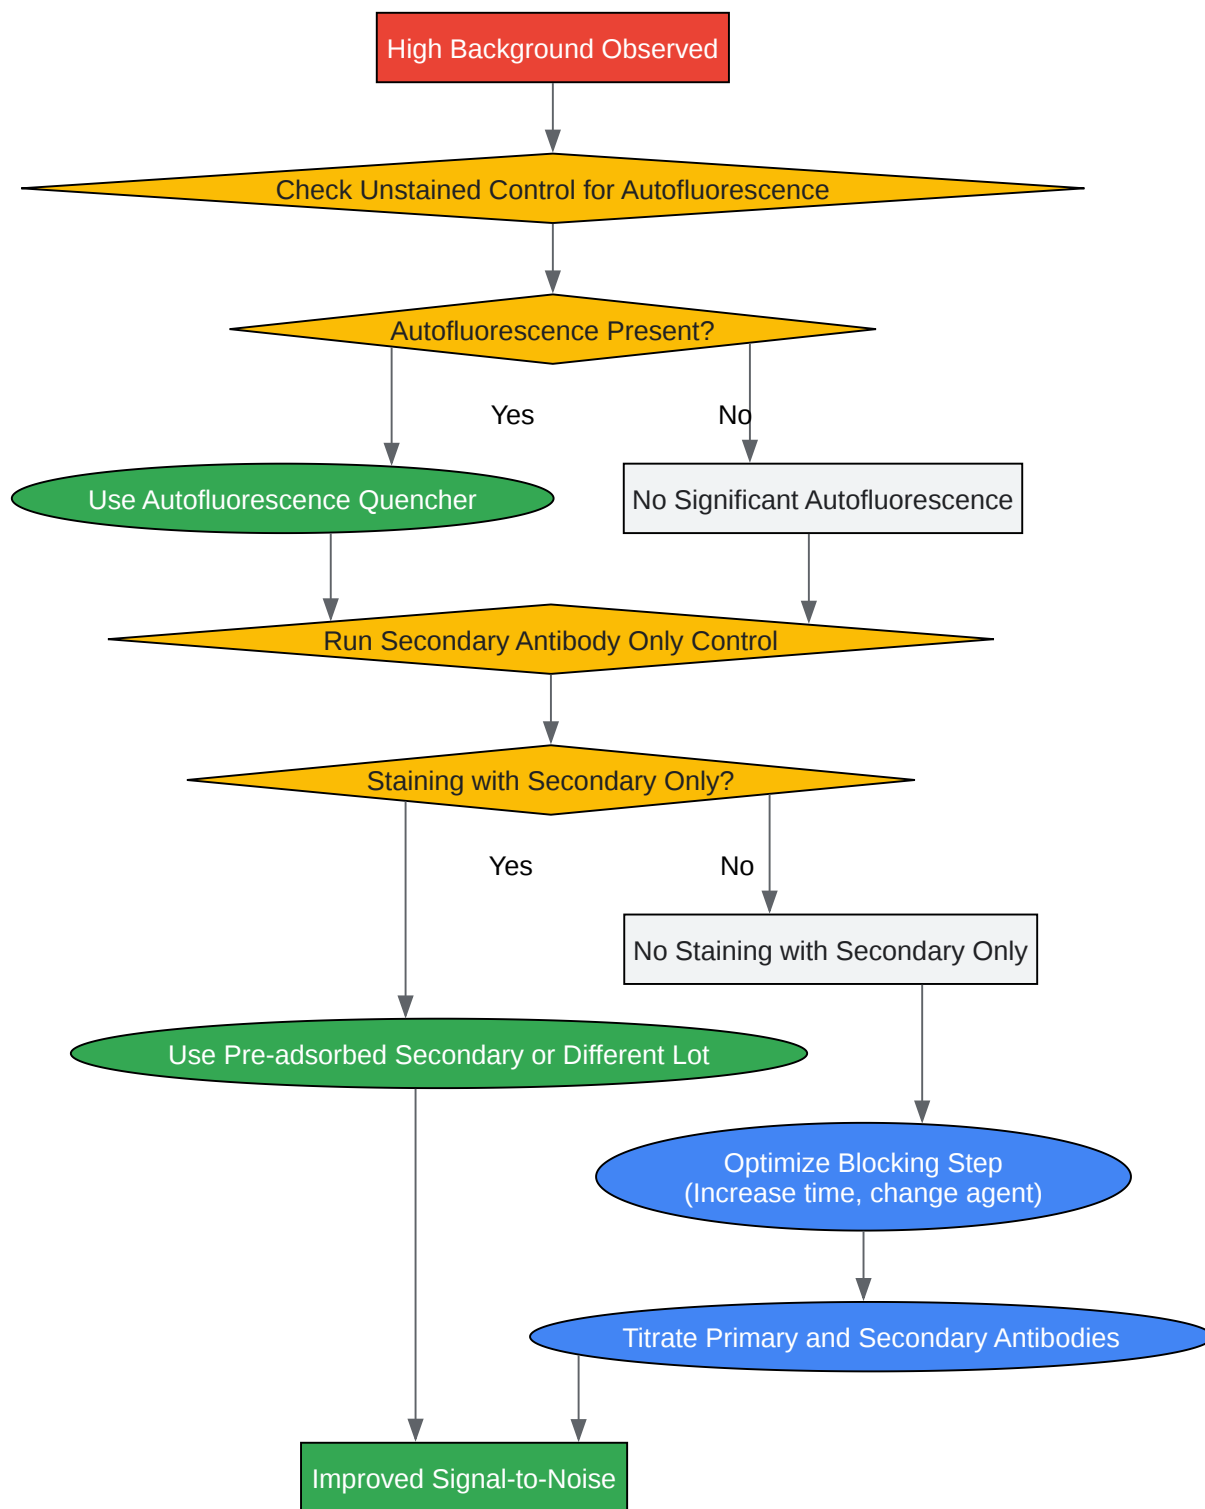 High Background Observed
Check Unstained Control for Autofluorescence
Autofluorescence Present?
Yes
No
Use Autofluorescence Quencher
No Significant Autofluorescence
Run Secondary Antibody Only Control
Staining with Secondary Only?
Yes
No
No Staining with Secondary Only
Use Pre-adsorbed Secondary or Different Lot
Optimize Blocking Step
(Increase time, change agent)
Titrate Primary and Secondary Antibodies
Improved Signal-to-Noise